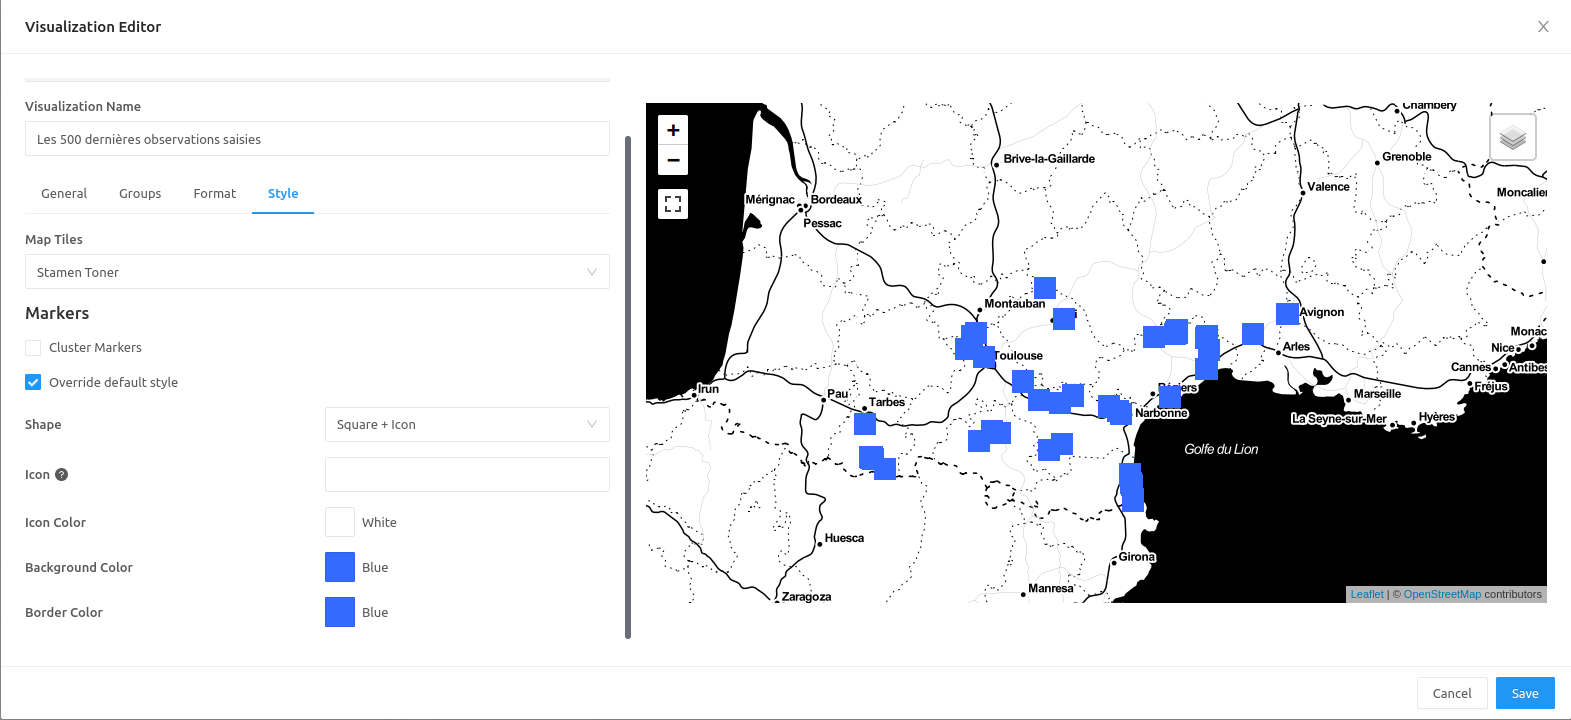 Visualization Editor
Visualization Name
Les 500 dernières observations saisies
General Groups Format Style
Map Tiles
Stamen Toner
Markers
Cluster Markers
Override default style
Shape
Square + Icon
Icon ?
Icon Color
White
Background Color
Blue
Border Color
Blue
+
−
Chambéry
Brive-la-Gaillarde
Grenoble
Valence
Moncalier
Mérignac
Bordeaux
Pessac
Montauban
Avignon
Monac
Toulouse
Arles
Nice
Cannes
Antibes
Irun
Pau
Tarbes
Fréjus
Marseille
Narbonne
La Seyne-sur-Mer
Hyères
Golfe du Lion
Huesca
Girona
Manresa
Zaragoza
Leaflet | © OpenStreetMap contributors
Cancel
Save